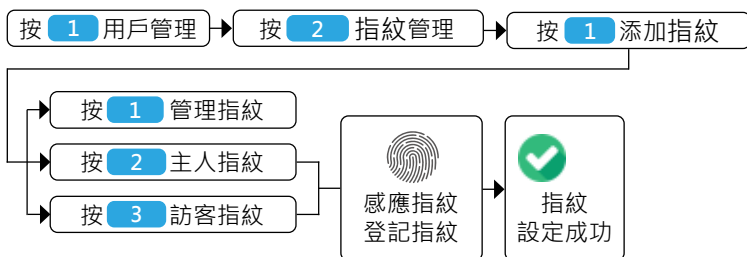 按 1 用戶管理
按 2 指紋管理
按 1 添加指紋
按 1 管理指紋
按 2 主人指紋
按 3 訪客指紋
感應指紋
登記指紋
指紋
設定成功